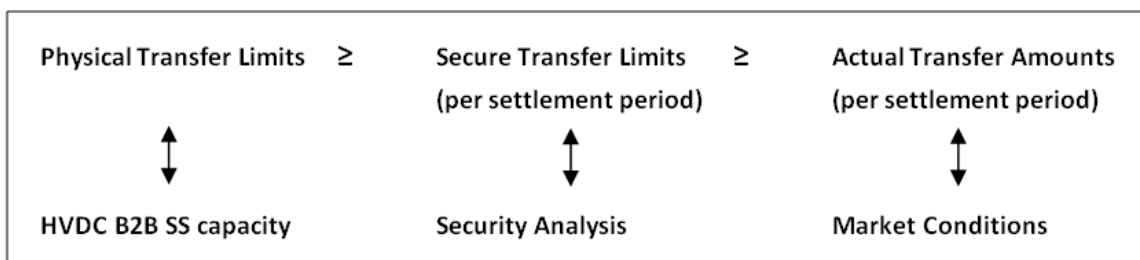 Physical Transfer Limits ≥ Secure Transfer Limits ≥ Actual Transfer Amounts
(per settlement period) (per settlement period)
HVDC B2B SS capacity Security Analysis Market Conditions